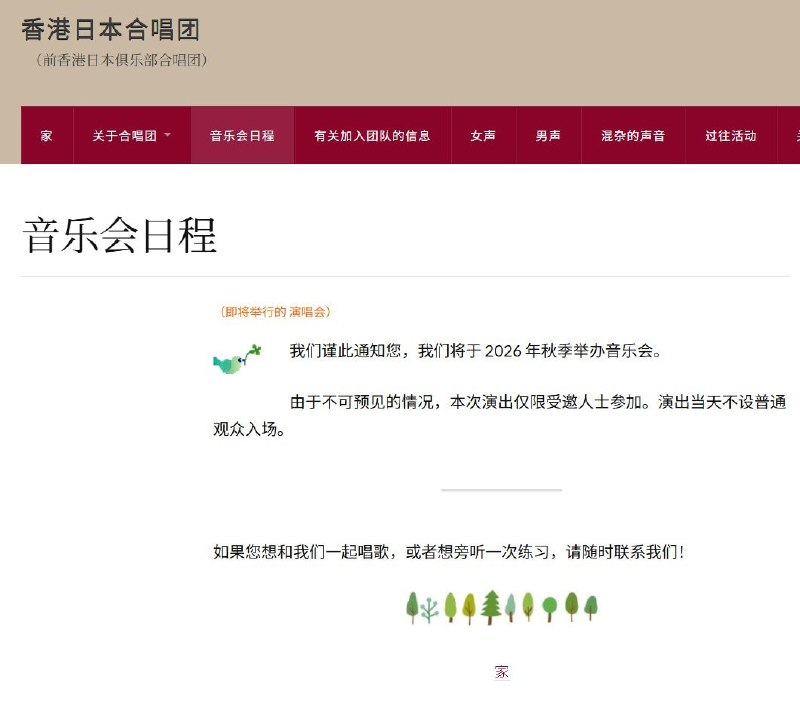 香港日本合唱团
（前香港日本俱乐部合唱团）
家 关于合唱团 音乐会日程 有关加入团队的信息 女声 男声 混杂的声音 过往活动
音乐会日程
（即将举行的 演唱会）
我们谨此通知您，我们将于 2026 年秋季举办音乐会。
由于不可预见的情况，本次演出仅限受邀人士参加。演出当天不设普通
观众入场。
如果您想和我们一起唱歌，或者想旁听一次练习，请随时联系我们！
家